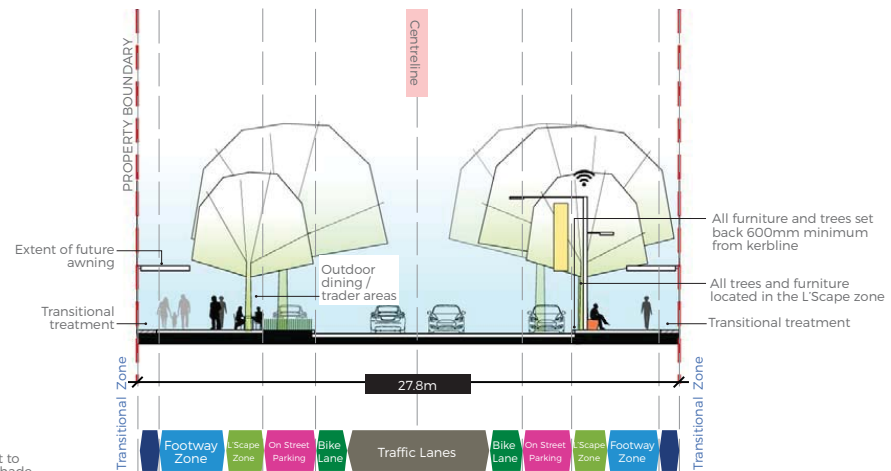 PROPERTY BOUNDARY
Centreline
Extent of future
awning
Transitional
treatment
Outdoor
dining /
trader areas
All furniture and trees set
back 600mm minimum
from kerbline
All trees and furniture
located in the L'Scape zone
Transitional treatment
27.8m
Transitional Zone
Footway
Zone
L'Scape
Zone
On Street
Parking
Bike
Lane
Traffic Lanes
Bike
Lane
On Street
Parking
L'Scape
Zone
Footway
Zone
Transitional Zone
t to